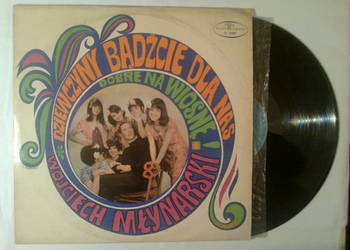 DZIEWCZYNY BĄDŹCIE DLA NAS
DOBRE NA WIOSNĘ!
WOJCIECH MŁYNARSKI